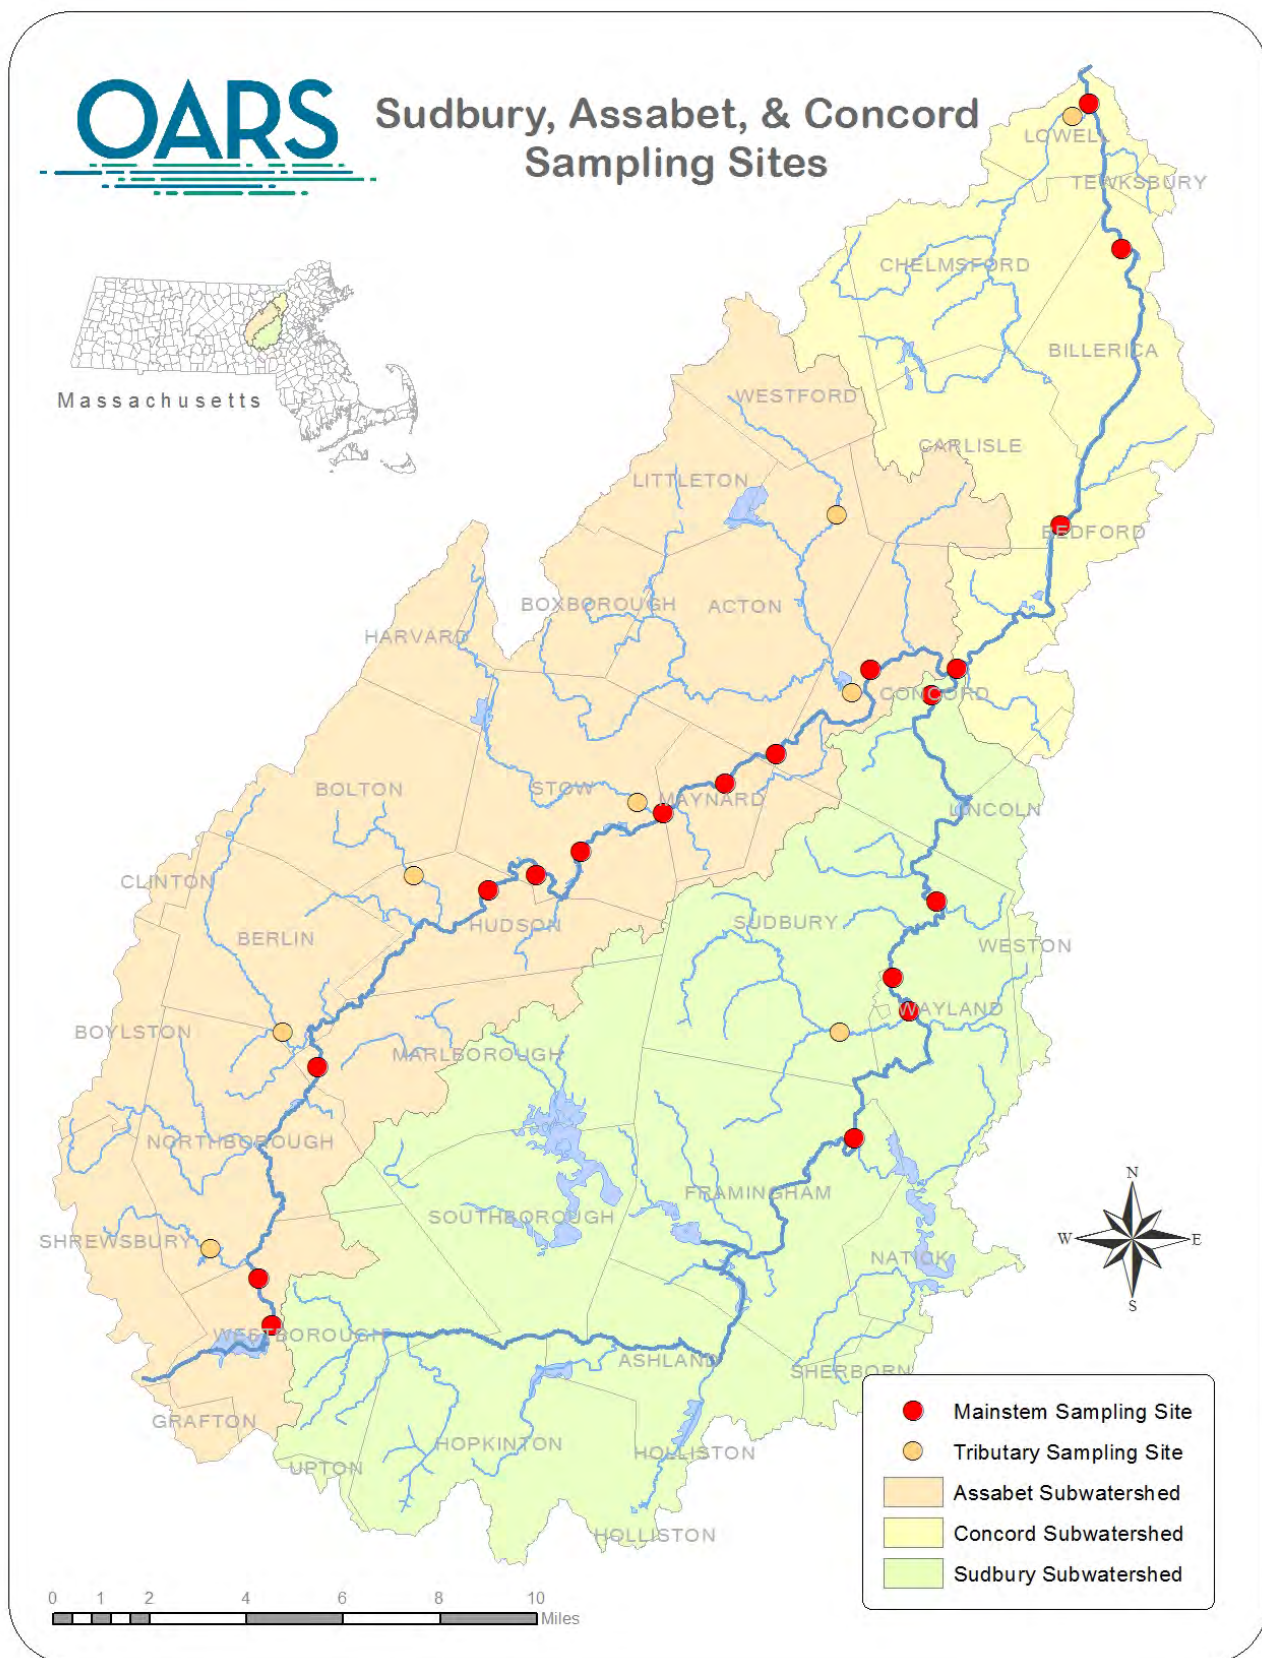 OARS
Sudbury, Assabet, & Concord
Sampling Sites
LOWELL
TEWKSBURY
CHELMSFORD
BILLERICA
Massachusetts
WESTFORD
CARLISLE
LITTLETON
BEDFORD
BOXBOROUGH
ACTON
HARVARD
CONCORD
BOLTON
STOW
MAYNARD
LINCOLN
CLINTON
HUDSON
SUDBURY
BERLIN
WESTON
WAYLAND
BOYLSTON
MARLBOROUGH
NORTHBOROUGH
FRAMINGHAM
SOUTHBOROUGH
SHREWSBURY
NATICK
N
W
E
S
WESTBOROUGH
ASHLAND
SHERBORN
GRAFTON
HOPKINTON
HOLLISTON
UPTON
HOLLISTON
Mainstem Sampling Site
Tributary Sampling Site
Assabet Subwatershed
Concord Subwatershed
Sudbury Subwatershed
0 1 2 4 6 8 10
Miles